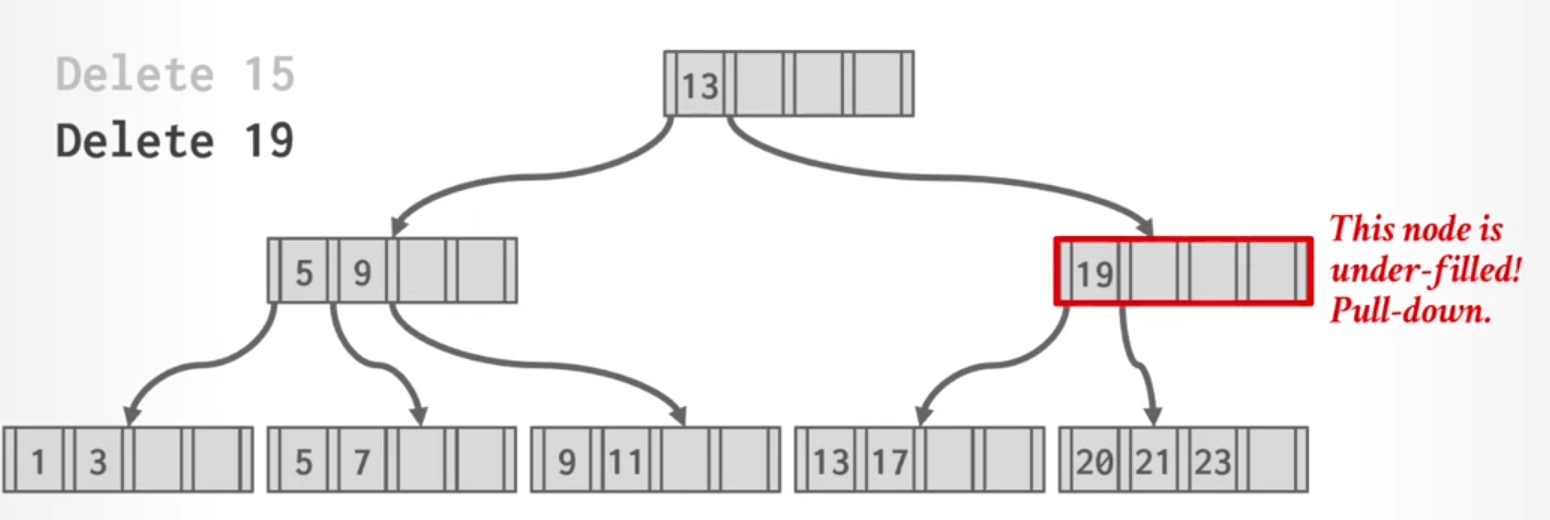 Delete 15
Delete 19
13
5 9
19
This node is
under-filled!
Pull-down.
1 3
5 7
9 11
13 17
20 21 23